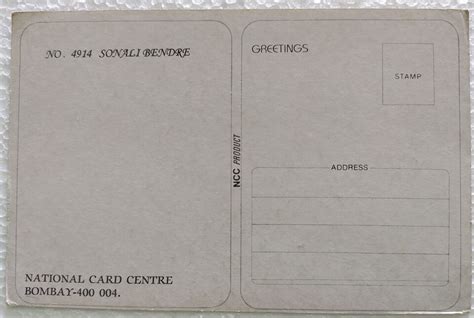 NO. 4914 SONALI BENDRE
NATIONAL CARD CENTRE
BOMBAY-400 004.
NCC PRODUCT
GREETINGS
STAMP
ADDRESS